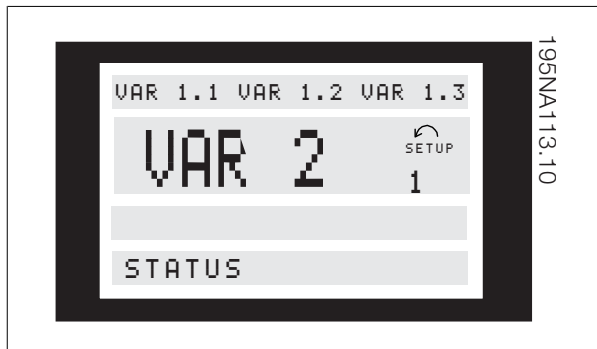 VAR 1.1 VAR 1.2 VAR 1.3
VAR 2
SETUP
1
STATUS
195NA113.10